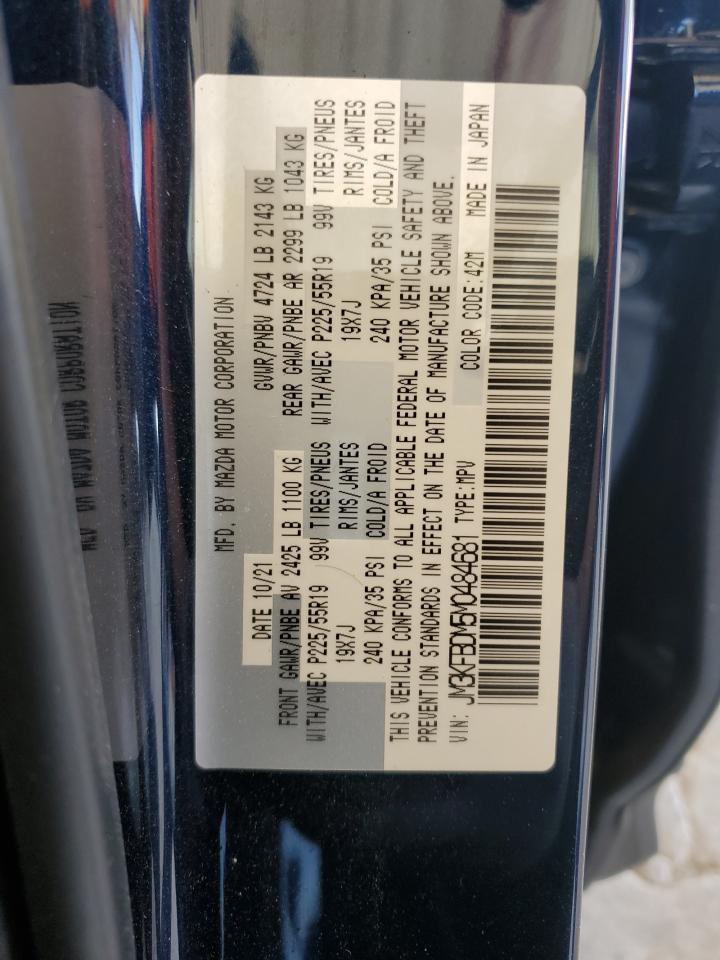 MFD. BY MAZDA MOTOR CORPORATION
DATE 10/21 GVWR/PNBV 4724 LB 2143 KG
FRONT GAWR/PNBE AV 2425 LB 1100 KG REAR GAWR/PNBE AR 2299 LB 1043 KG
WITH/AVEC P225/55R19 99V TIRES/PNEUS WITH/AVEC P225/55R19 99V TIRES/PNEUS
19X7J RIMS/JANTES 19X7J RIMS/JANTES
240 KPA/35 PSI COLD/A FROID 240 KPA/35 PSI COLD/A FROID
THIS VEHICLE CONFORMS TO ALL APPLICABLE FEDERAL MOTOR VEHICLE SAFETY AND THEFT
PREVENTION STANDARDS IN EFFECT ON THE DATE OF MANUFACTURE SHOWN ABOVE.
VIN: JM3KFBDM5M0484681 TYPE:MPV COLOR CODE:42M MADE IN JAPAN